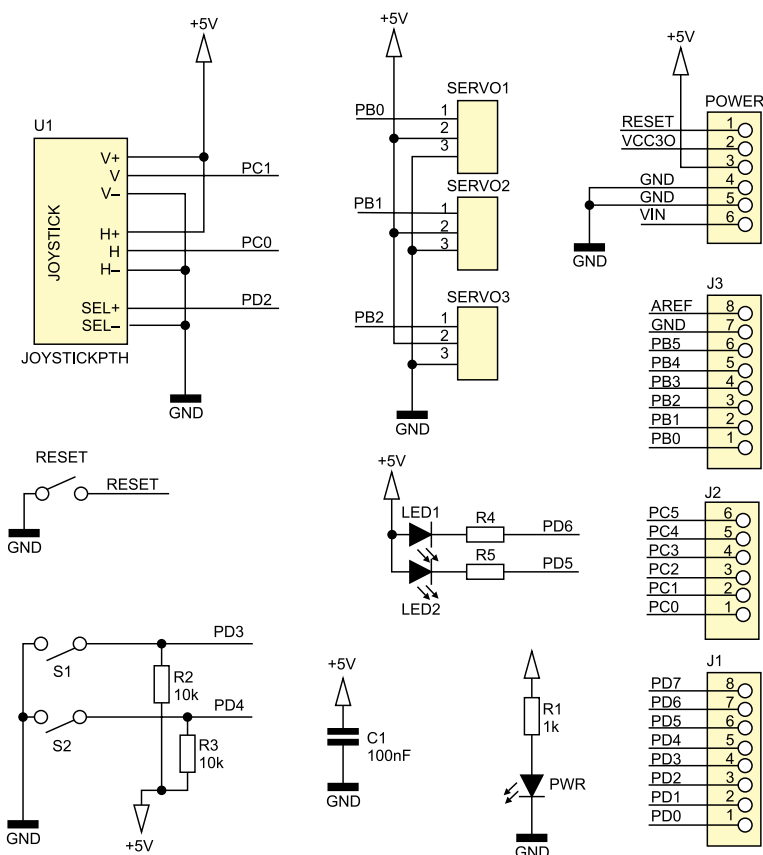 +5V
U1
JOYSTICK
V+
V
V–
H+
H
H–
SEL+
SEL–
PC1
PC0
PD2
JOYSTICKPTH
GND
+5V
SERVO1
PB0
1
2
3
SERVO2
PB1
1
2
3
SERVO3
PB2
1
2
3
GND
+5V
POWER
RESET 1
VCC3O 2
3
GND 4
GND 5
VIN 6
GND
J3
AREF 8
GND 7
PB5 6
PB4 5
PB3 4
PB2 3
PB1 2
PB0 1
RESET
RESET
GND
+5V
LED1
R4
PD6
R5
PD5
LED2
J2
PC5 6
PC4 5
PC3 4
PC2 3
PC1 2
PC0 1
PD3
S1
R2
10k
PD4
S2
R3
10k
GND
+5V
+5V
C1
100nF
GND
R1
1k
PWR
GND
J1
PD7 8
PD6 7
PD5 6
PD4 5
PD3 4
PD2 3
PD1 2
PD0 1